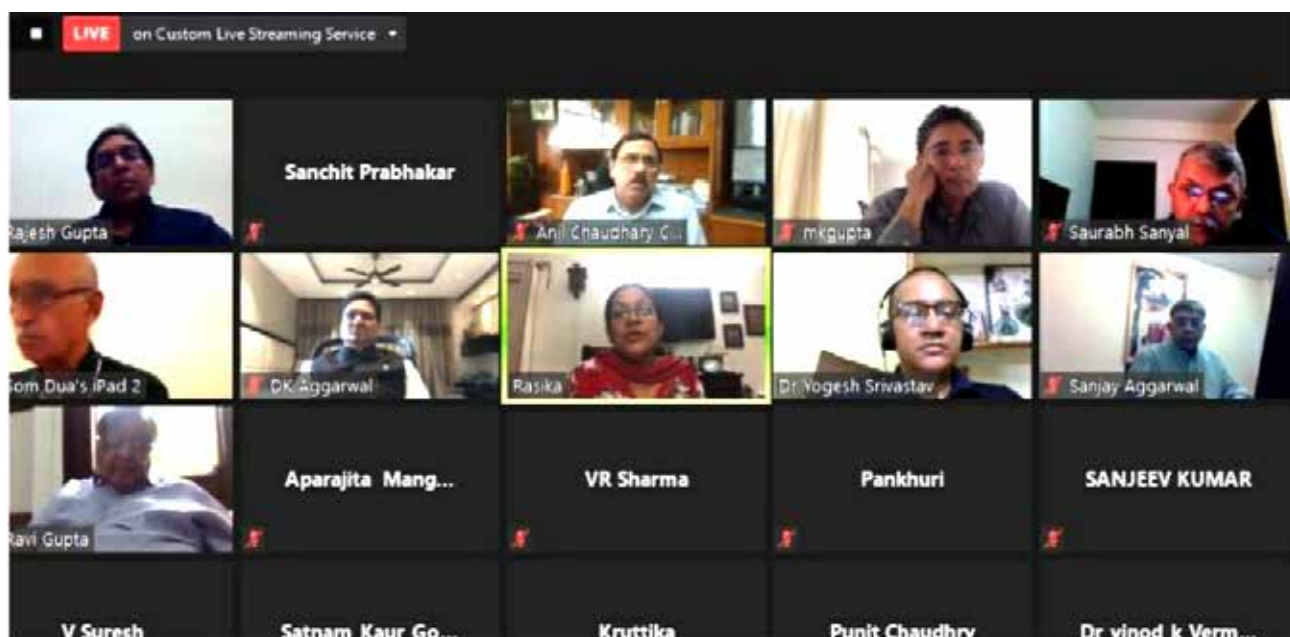 LIVE on Custom Live Streaming Service
Rajesh Gupta
Sanchit Prabhakar
Anil Chaudhary C...
mkgupta
Saurabh Sanyal
Som Dua's iPad 2
DK Aggarwal
Rasika
Dr Yogesh Srivastav
Sanjay Aggarwal
Ravi Gupta
Aparajita Mang...
VR Sharma
Pankhuri
SANJEEV KUMAR
V Suresh
Satnam Kaur Go...
Kruttika
Punit Chaudhry
Dr vinod k Verm...